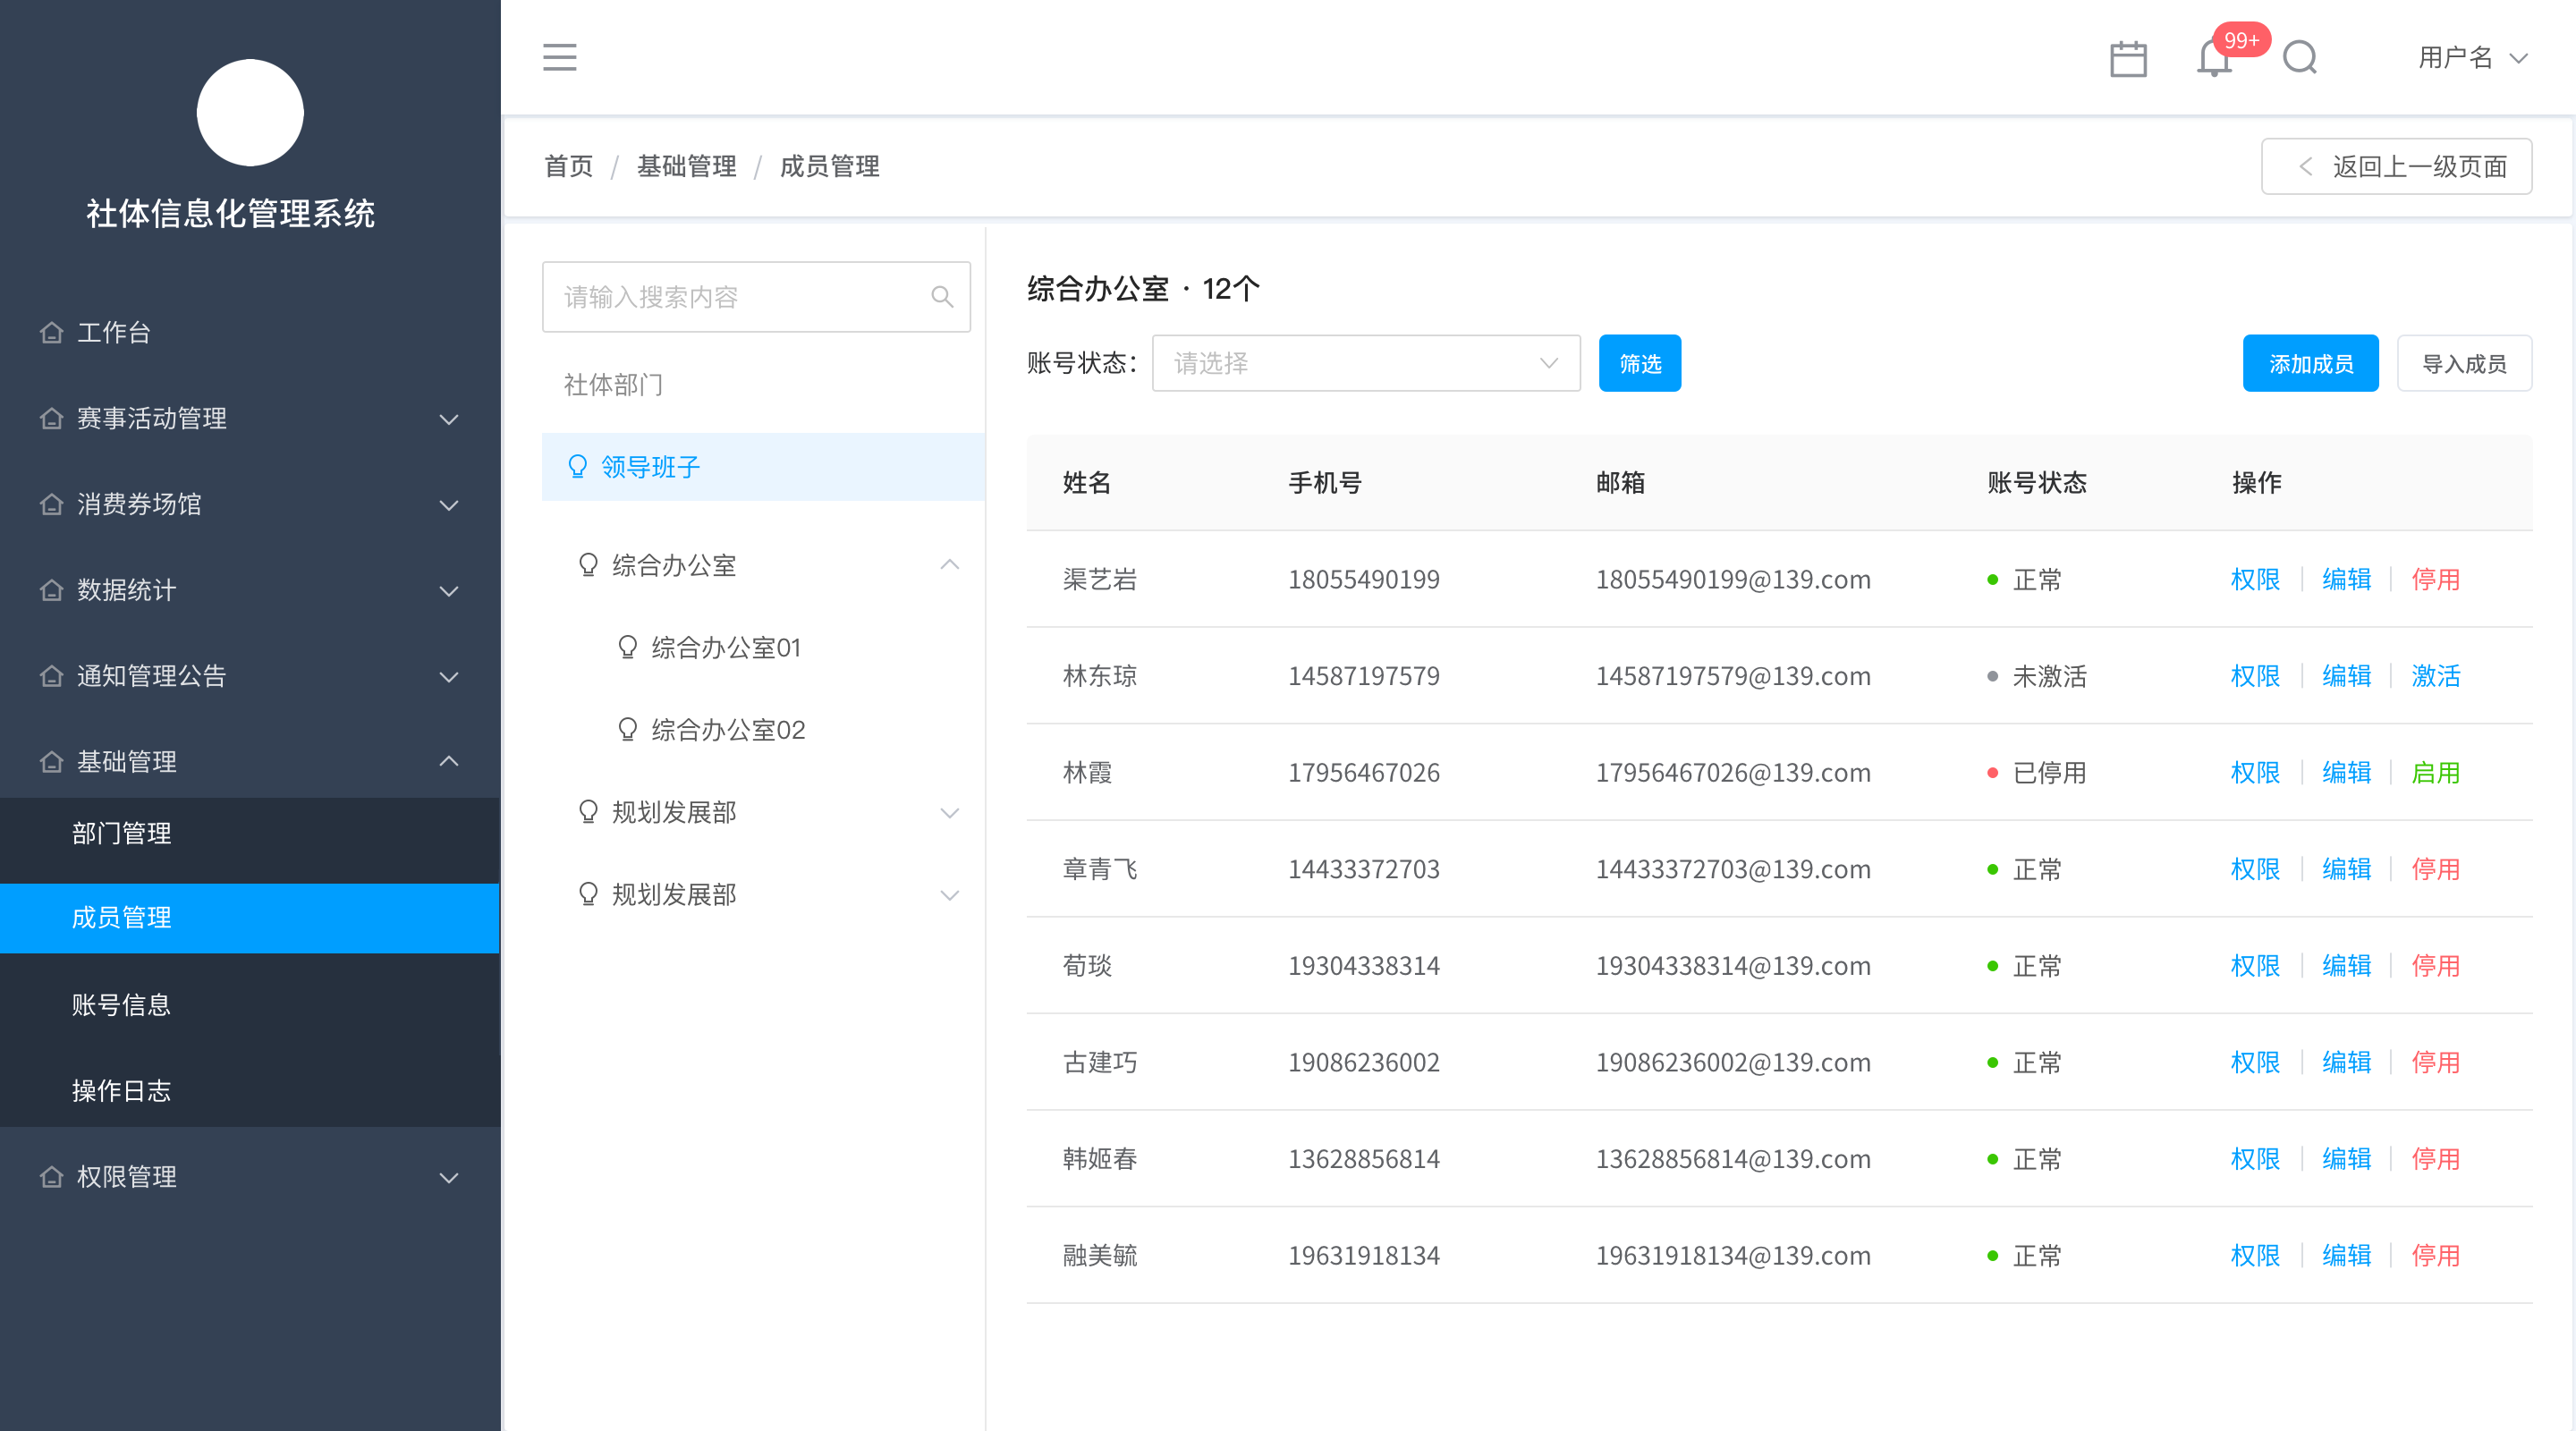 社体信息化管理系统
工作台
赛事活动管理
消费券场馆
数据统计
通知管理公告
基础管理
部门管理
成员管理
账号信息
操作日志
权限管理
99+
用户名
首页 / 基础管理 / 成员管理
返回上一级页面
请输入搜索内容
社体部门
领导班子
综合办公室
综合办公室01
综合办公室02
规划发展部
规划发展部
综合办公室 · 12个
账号状态: 请选择 筛选 添加成员 导入成员
姓名 手机号 邮箱 账号状态 操作
渠艺岩 18055490199 18055490199@139.com 正常 权限 编辑 停用
林东琼 14587197579 14587197579@139.com 未激活 权限 编辑 激活
林霞 17956467026 17956467026@139.com 已停用 权限 编辑 启用
章青飞 14433372703 14433372703@139.com 正常 权限 编辑 停用
荀琰 19304338314 19304338314@139.com 正常 权限 编辑 停用
古建巧 19086236002 19086236002@139.com 正常 权限 编辑 停用
韩姬春 13628856814 13628856814@139.com 正常 权限 编辑 停用
融美毓 19631918134 19631918134@139.com 正常 权限 编辑 停用